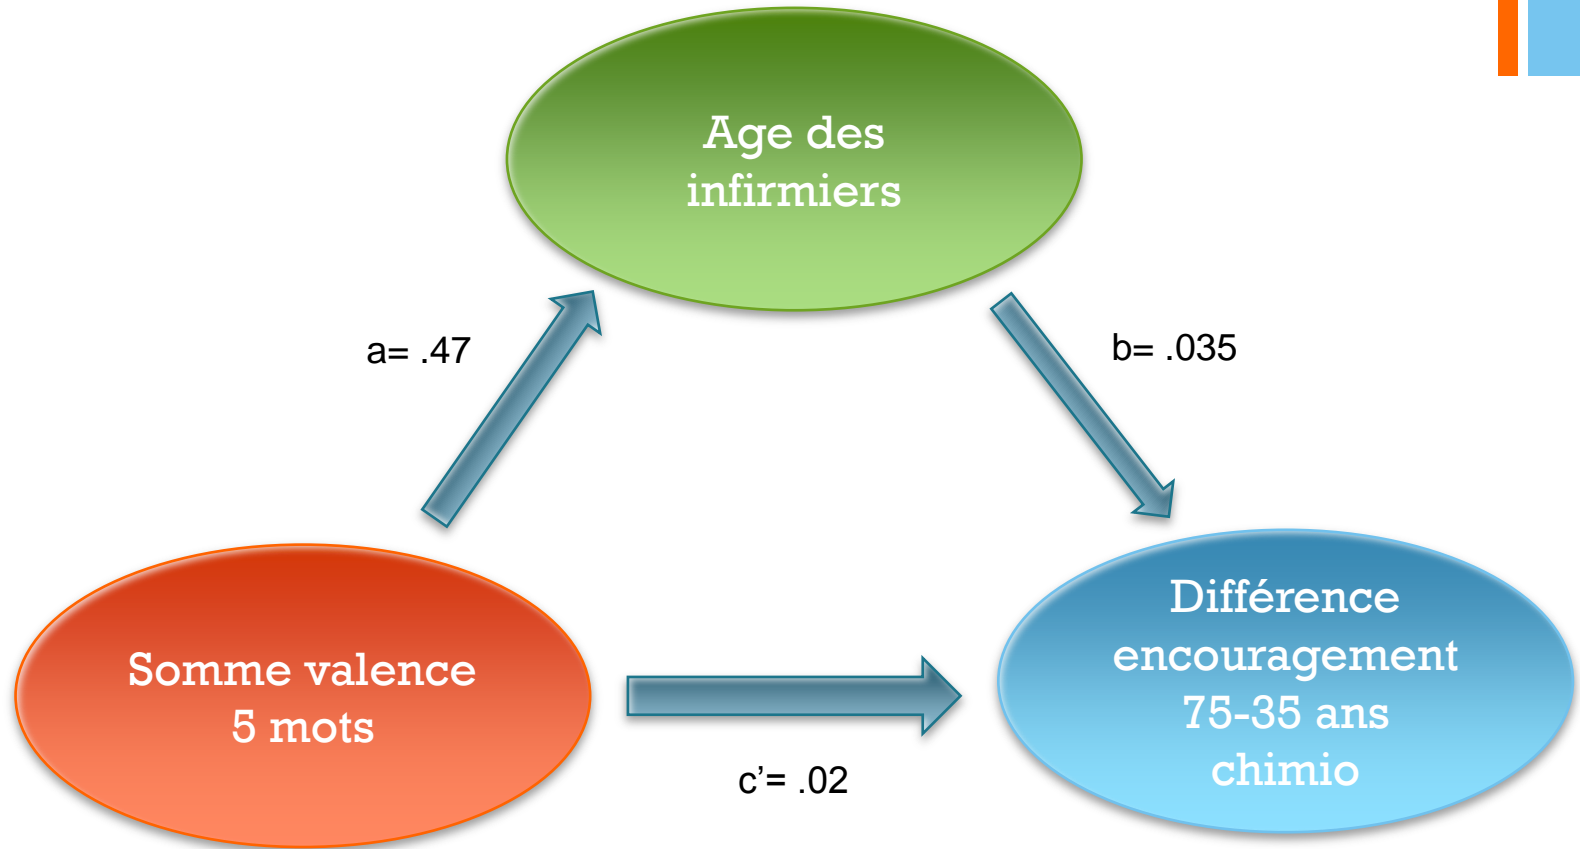 Age des
infirmiers
a= .47
b= .035
Somme valence
5 mots
c’= .02
Différence
encouragement
75-35 ans
chimio